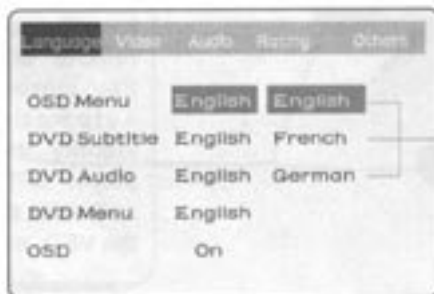 Language Video Audio Rating Others
OSD Menu English English
DVD Subtitle English French
DVD Audio English German
DVD Menu English
OSD On